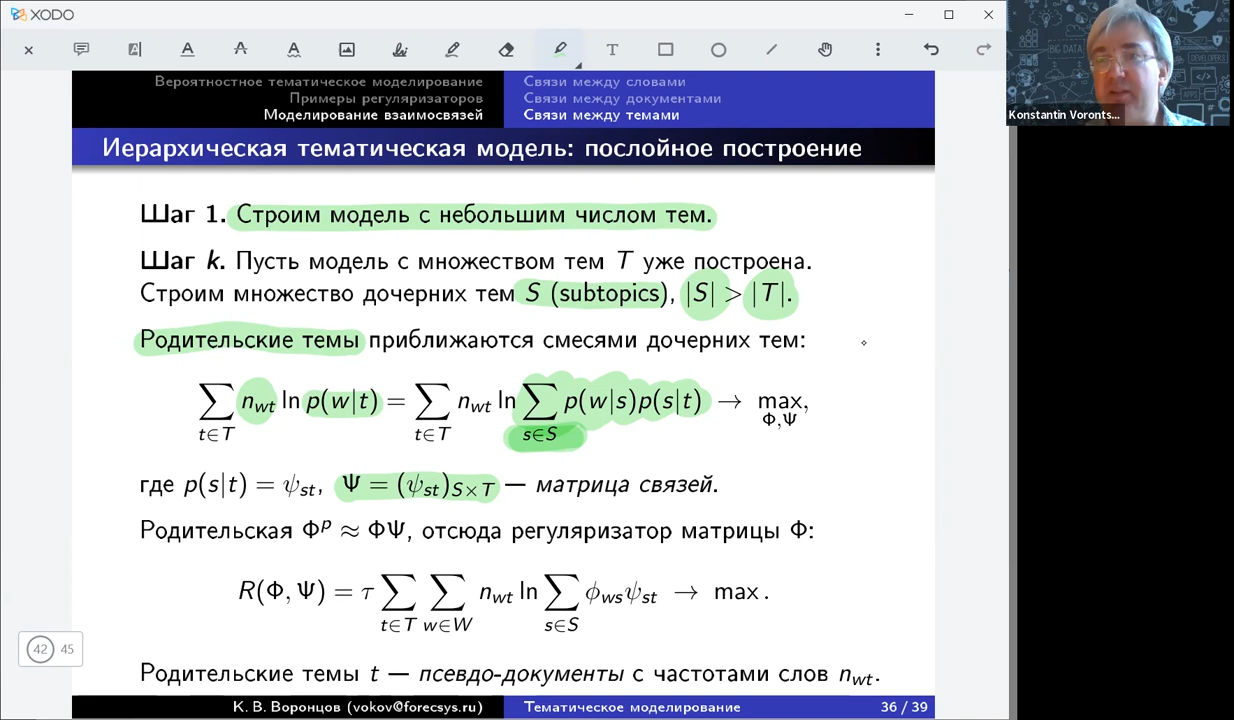 XODO
Konstantin Voronts...
Вероятностное тематическое моделирование
Примеры регуляризаторов
Моделирование взаимосвязей
Связи между словами
Связи между документами
Связи между темами
Иерархическая тематическая модель: послойное построение
Шаг 1. Строим модель с небольшим числом тем.
Шаг k. Пусть модель с множеством тем T уже построена.
Строим множество дочерних тем S (subtopics), |S| > |T|.
Родительские темы приближаются смесями дочерних тем:
∑_{t∈T} n_{wt} ln p(w|t) = ∑_{t∈T} n_{wt} ln ∑_{s∈S} p(w|s)p(s|t) → max_{Φ,Ψ},
где p(s|t) = ψ_{st}, Ψ = (ψ_{st})_{S×T} — матрица связей.
Родительская Φ^p ≈ ΦΨ, отсюда регуляризатор матрицы Φ:
R(Φ, Ψ) = τ ∑_{t∈T} ∑_{w∈W} n_{wt} ln ∑_{s∈S} ϕ_{ws}ψ_{st} → max.
Родительские темы t — псевдо-документы с частотами слов n_{wt}.
42 45
К. В. Воронцов (vokov@forecsys.ru)
Тематическое моделирование
36 / 39